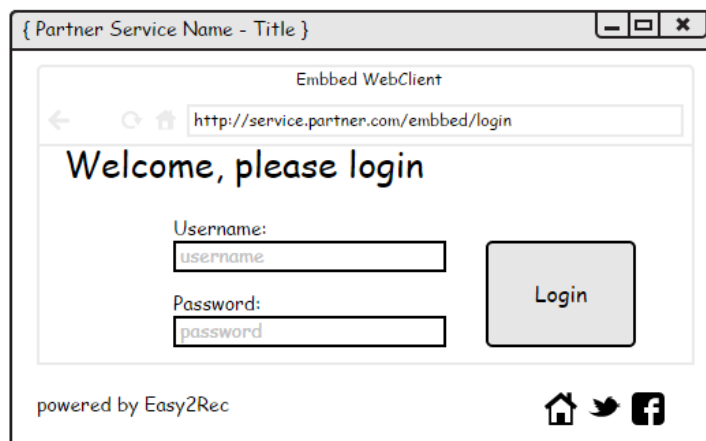 { Partner Service Name - Title }
Embbed WebClient
http://service.partner.com/embbed/login
Welcome, please login
Username:
username
Password:
password
Login
powered by Easy2Rec